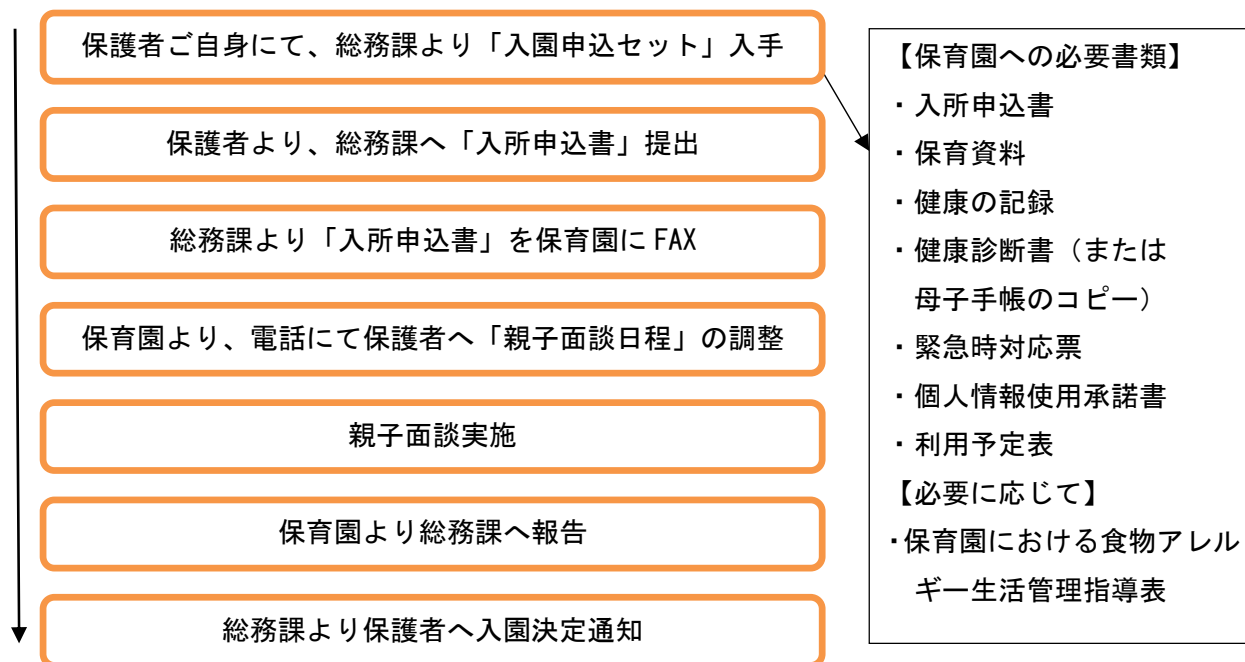 保護者ご自身にて、総務課より「入園申込セット」入手
保護者より、総務課へ「入所申込書」提出
総務課より「入所申込書」を保育園に FAX
保育園より、電話にて保護者へ「親子面談日程」の調整
親子面談実施
保育園より総務課へ報告
総務課より保護者へ入園決定通知
【保育園への必要書類】
・入所申込書
・保育資料
・健康の記録
・健康診断書（または
母子手帳のコピー）
・緊急時対応票
・個人情報使用承諾書
・利用予定表
【必要に応じて】
・保育園における食物アレル
ギー生活管理指導表